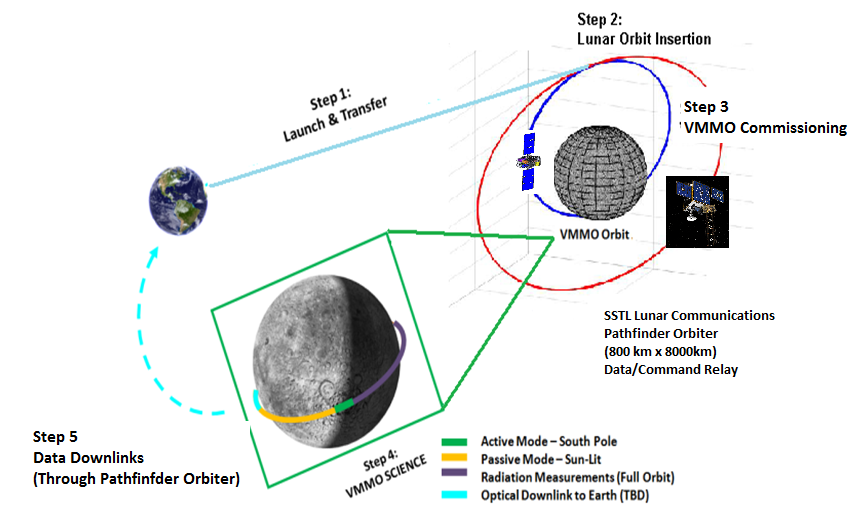 Step 2:
Lunar Orbit Insertion
Step 1:
Launch & Transfer
Step 3
VMMO Commissioning
VMMO Orbit
SSTL Lunar Communications
Pathfinder Orbiter
(800 km x 8000km)
Data/Command Relay
Step 4:
VMMO SCIENCE
Step 5
Data Downlinks
(Through Pathfinfder Orbiter)
Active Mode – South Pole
Passive Mode – Sun-Lit
Radiation Measurements (Full Orbit)
Optical Downlink to Earth (TBD)